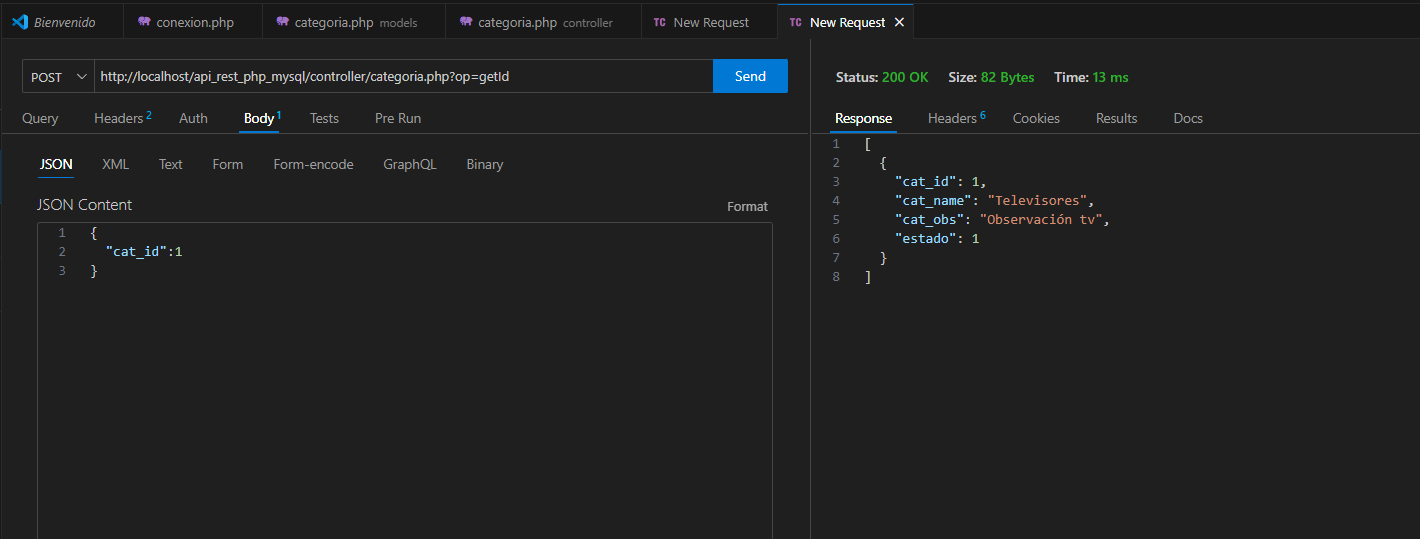 Bienvenido conexion.php categoria.php models categoria.php controller TC New Request TC New Request
POST http://localhost/api_rest_php_mysql/controller/categoria.php?op=getId Send
Query Headers 2 Auth Body 1 Tests Pre Run
JSON XML Text Form Form-encode GraphQL Binary
JSON Content Format
1 {
2 "cat_id":1
3 }
Status: 200 OK Size: 82 Bytes Time: 13 ms
Response Headers 6 Cookies Results Docs
1 [
2 {
3 "cat_id": 1,
4 "cat_name": "Televisores",
5 "cat_obs": "Observación tv",
6 "estado": 1
7 }
8 ]